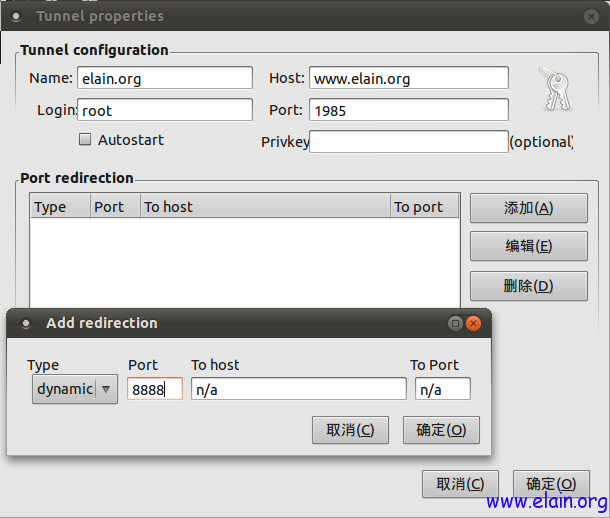 Tunnel properties
Tunnel configuration
Name: elain.org Host: www.elain.org
Login: root Port: 1985
Autostart Privkey (optional)
Port redirection
Type Port To host To port
添加(A)
编辑(E)
删除(D)
Add redirection
Type Port To host To Port
dynamic 8888 n/a n/a
取消(C) 确定(O)
取消(C) 确定(O)
www.elain.org